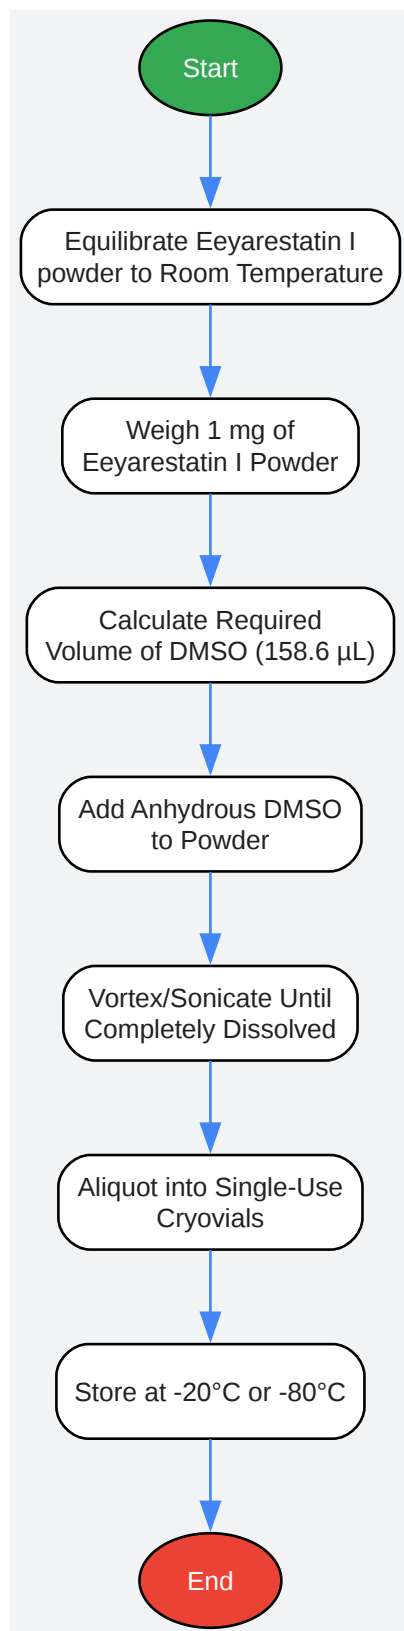 Start
Equilibrate Eeyarestatin I
powder to Room Temperature
Weigh 1 mg of
Eeyarestatin I Powder
Calculate Required
Volume of DMSO (158.6 µL)
Add Anhydrous DMSO
to Powder
Vortex/Sonicate Until
Completely Dissolved
Aliquot into Single-Use
Cryovials
Store at -20°C or -80°C
End